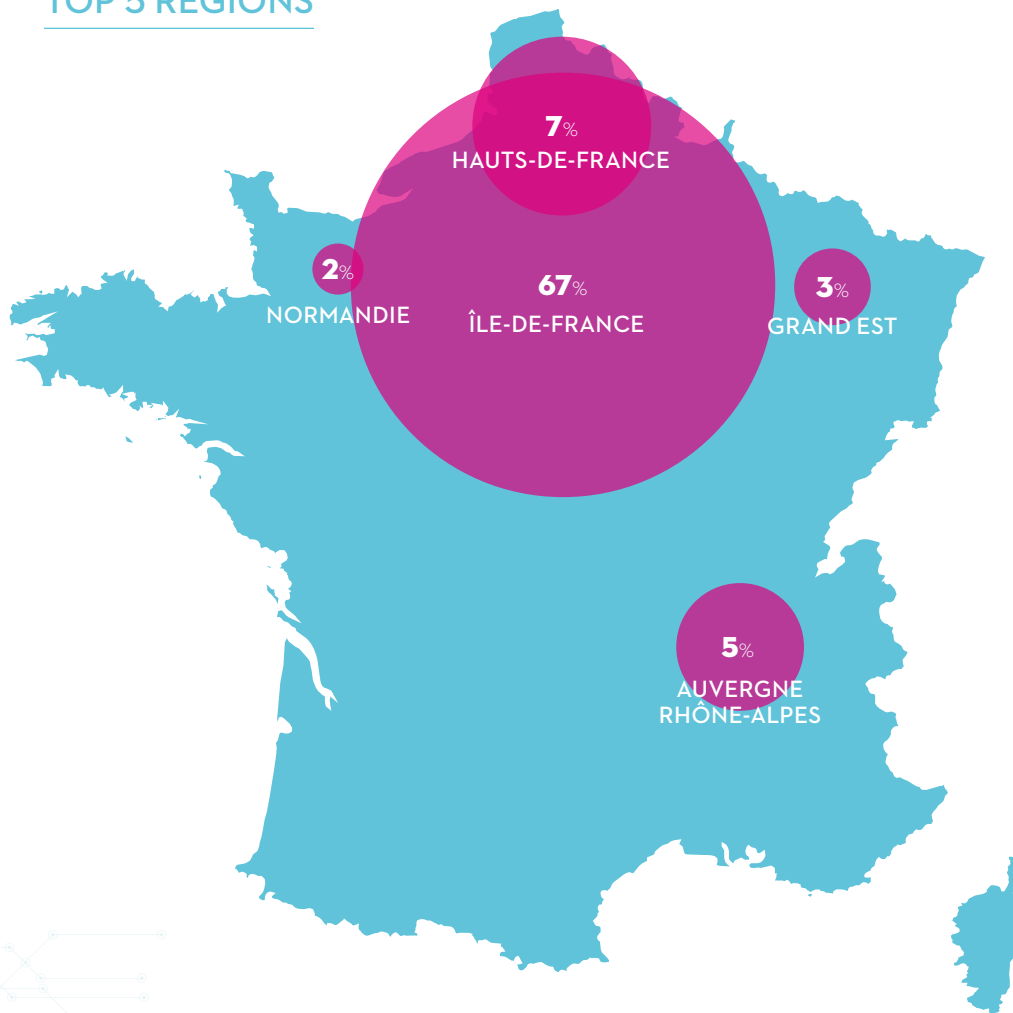 TOP 5 RÉGIONS
7%
HAUTS-DE-FRANCE
2%
NORMANDIE
67%
ÎLE-DE-FRANCE
3%
GRAND EST
5%
AUVERGNE
RHÔNE-ALPES